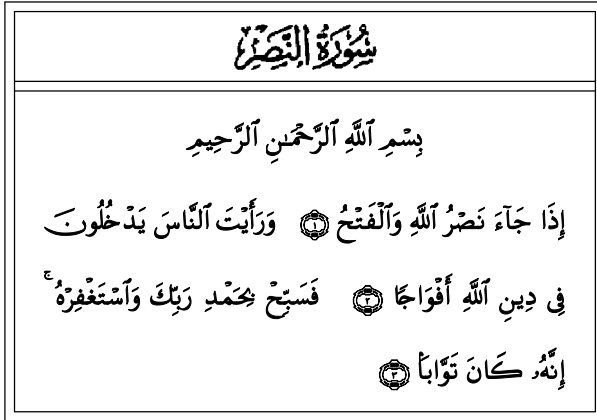 سُورَةُ النَّصْرِ
بِسْمِ ٱللَّهِ ٱلرَّحْمَـٰنِ ٱلرَّحِيمِ
إِذَا جَآءَ نَصْرُ ٱللَّهِ وَٱلْفَتْحُ ١ وَرَأَيْتَ ٱلنَّاسَ يَدْخُلُونَ
فِى دِينِ ٱللَّهِ أَفْوَاجًا ٢ فَسَبِّحْ بِحَمْدِ رَبِّكَ وَٱسْتَغْفِرْهُ ۚ
إِنَّهُۥ كَانَ تَوَّابًۢا ٣